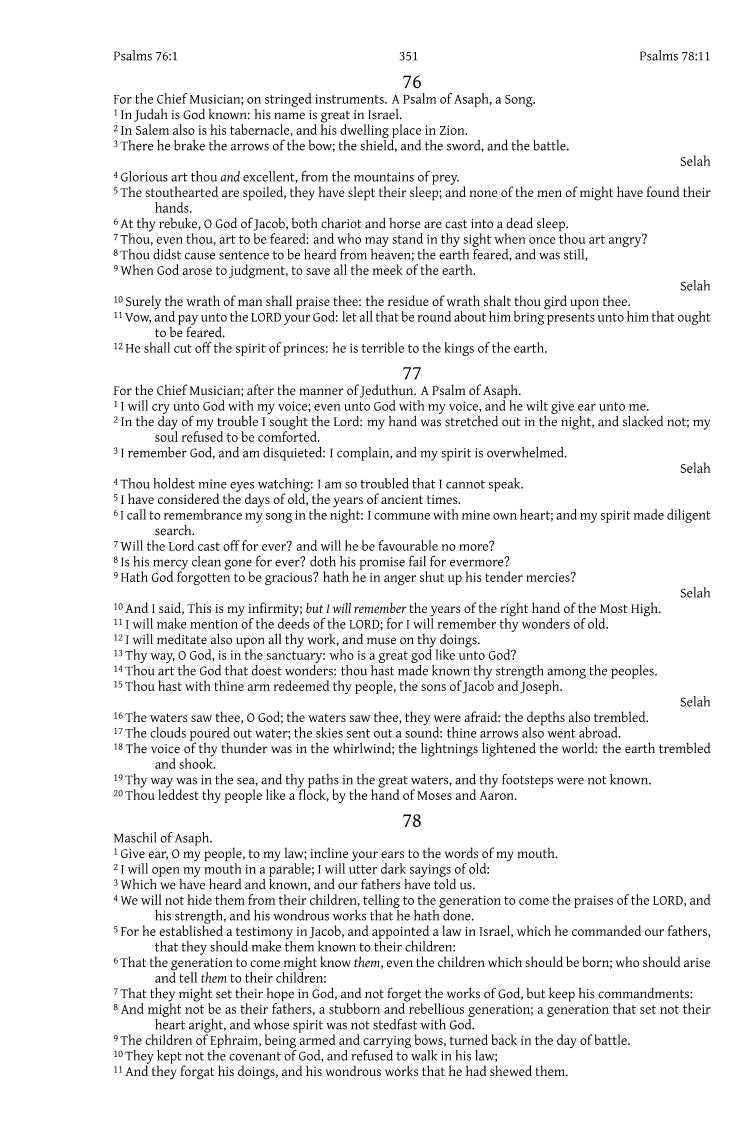 Psalms 76:1 351 Psalms 78:11
76
For the Chief Musician; on stringed instruments. A Psalm of Asaph, a Song.
1 In Judah is God known: his name is great in Israel.
2 In Salem also is his tabernacle, and his dwelling place in Zion.
3 There he brake the arrows of the bow; the shield, and the sword, and the battle.
Selah
4 Glorious art thou and excellent, from the mountains of prey.
5 The stouthearted are spoiled, they have slept their sleep; and none of the men of might have found their
hands.
6 At thy rebuke, O God of Jacob, both chariot and horse are cast into a dead sleep.
7 Thou, even thou, art to be feared: and who may stand in thy sight when once thou art angry?
8 Thou didst cause sentence to be heard from heaven; the earth feared, and was still,
9 When God arose to judgment, to save all the meek of the earth.
Selah
10 Surely the wrath of man shall praise thee: the residue of wrath shalt thou gird upon thee.
11 Vow, and pay unto the LORD your God: let all that be round about him bring presents unto him that ought
to be feared.
12 He shall cut off the spirit of princes: he is terrible to the kings of the earth.
77
For the Chief Musician; after the manner of Jeduthun. A Psalm of Asaph.
1 I will cry unto God with my voice; even unto God with my voice, and he wilt give ear unto me.
2 In the day of my trouble I sought the Lord: my hand was stretched out in the night, and slacked not; my
soul refused to be comforted.
3 I remember God, and am disquieted: I complain, and my spirit is overwhelmed.
Selah
4 Thou holdest mine eyes watching: I am so troubled that I cannot speak.
5 I have considered the days of old, the years of ancient times.
6 I call to remembrance my song in the night: I commune with mine own heart; and my spirit made diligent
search.
7 Will the Lord cast off for ever? and will he be favourable no more?
8 Is his mercy clean gone for ever? doth his promise fail for evermore?
9 Hath God forgotten to be gracious? hath he in anger shut up his tender mercies?
Selah
10 And I said, This is my infirmity; but I will remember the years of the right hand of the Most High.
11 I will make mention of the deeds of the LORD; for I will remember thy wonders of old.
12 I will meditate also upon all thy work, and muse on thy doings.
13 Thy way, O God, is in the sanctuary: who is a great god like unto God?
14 Thou art the God that doest wonders: thou hast made known thy strength among the peoples.
15 Thou hast with thine arm redeemed thy people, the sons of Jacob and Joseph.
Selah
16 The waters saw thee, O God; the waters saw thee, they were afraid: the depths also trembled.
17 The clouds poured out water; the skies sent out a sound: thine arrows also went abroad.
18 The voice of thy thunder was in the whirlwind; the lightnings lightened the world: the earth trembled
and shook.
19 Thy way was in the sea, and thy paths in the great waters, and thy footsteps were not known.
20 Thou leddest thy people like a flock, by the hand of Moses and Aaron.
78
Maschil of Asaph.
1 Give ear, O my people, to my law; incline your ears to the words of my mouth.
2 I will open my mouth in a parable; I will utter dark sayings of old:
3 Which we have heard and known, and our fathers have told us.
4 We will not hide them from their children, telling to the generation to come the praises of the LORD, and
his strength, and his wondrous works that he hath done.
5 For he established a testimony in Jacob, and appointed a law in Israel, which he commanded our fathers,
that they should make them known to their children:
6 That the generation to come might know them, even the children which should be born; who should arise
and tell them to their children:
7 That they might set their hope in God, and not forget the works of God, but keep his commandments:
8 And might not be as their fathers, a stubborn and rebellious generation; a generation that set not their
heart aright, and whose spirit was not stedfast with God.
9 The children of Ephraim, being armed and carrying bows, turned back in the day of battle.
10 They kept not the covenant of God, and refused to walk in his law;
11 And they forgat his doings, and his wondrous works that he had shewed them.